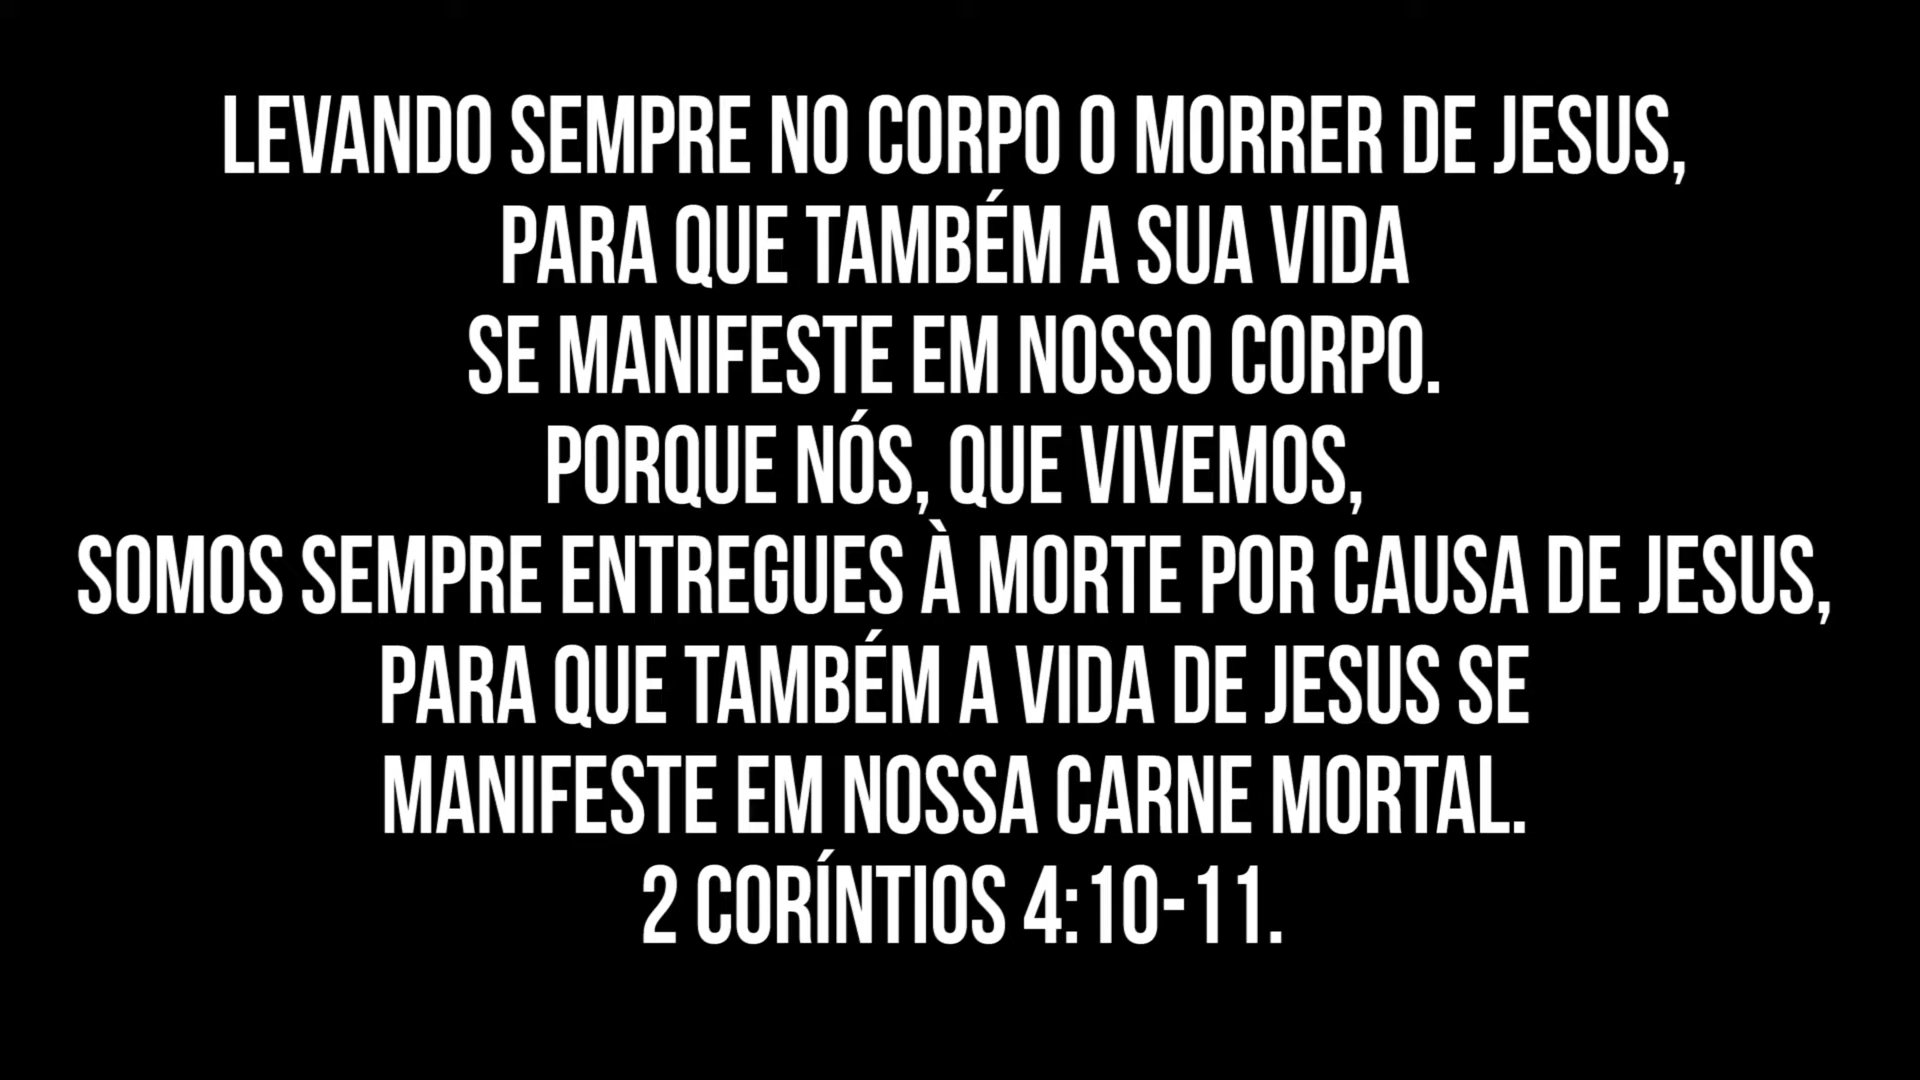 LEVANDO SEMPRE NO CORPO O MORRER DE JESUS,
PARA QUE TAMBÉM A SUA VIDA
SE MANIFESTE EM NOSSO CORPO.
PORQUE NÓS, QUE VIVEMOS,
SOMOS SEMPRE ENTREGUES À MORTE POR CAUSA DE JESUS,
PARA QUE TAMBÉM A VIDA DE JESUS SE
MANIFESTE EM NOSSA CARNE MORTAL.
2 CORÍNTIOS 4:10-11.